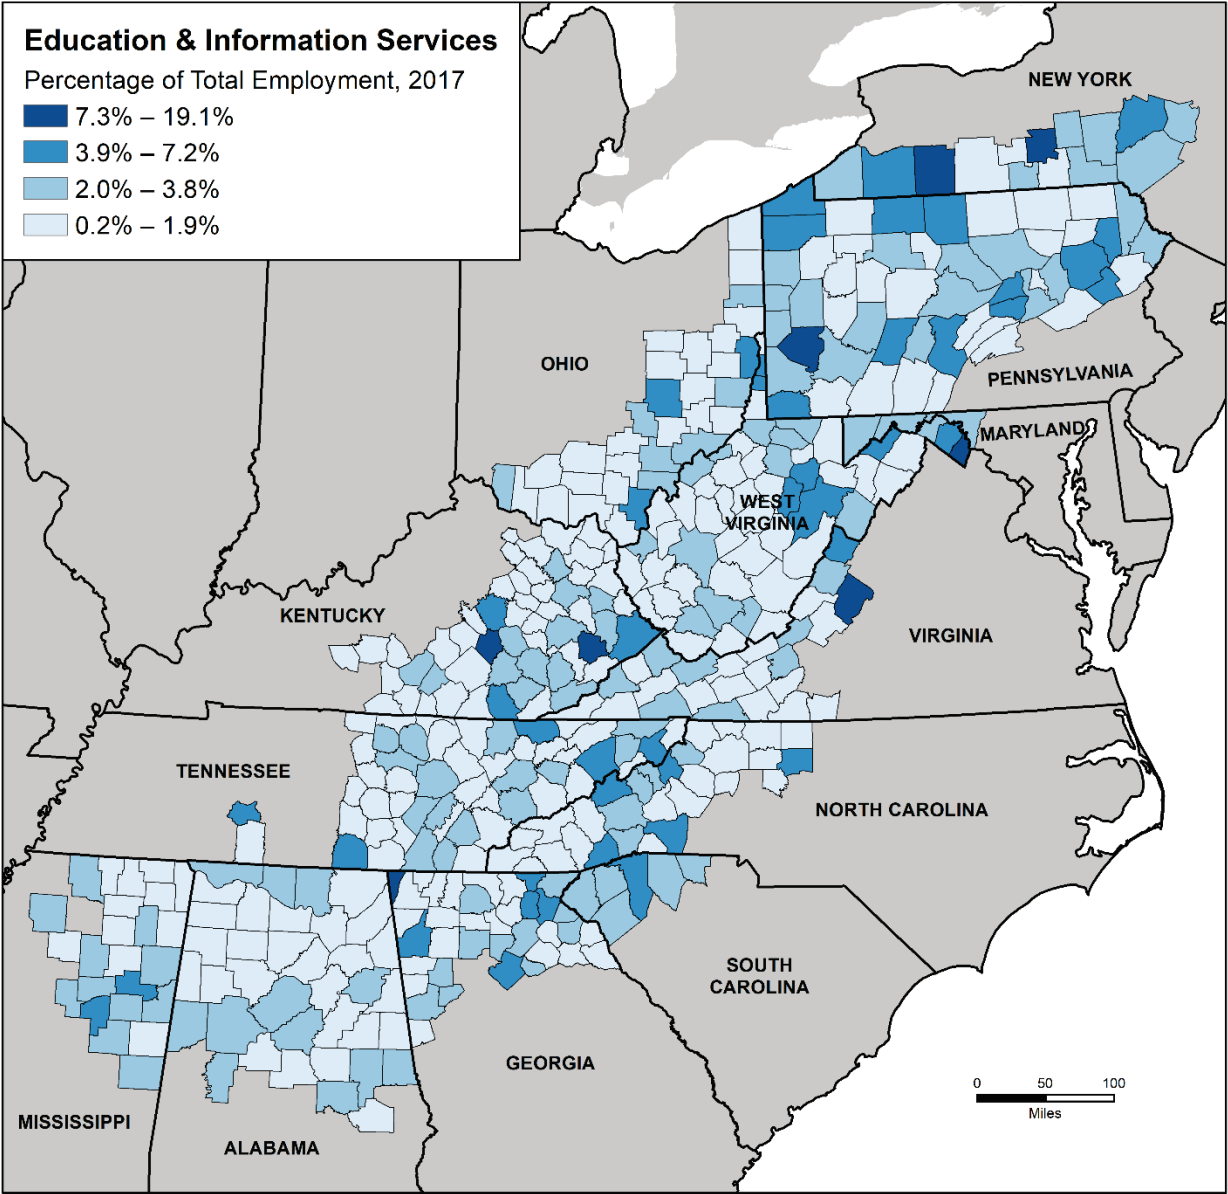 Education & Information Services
Percentage of Total Employment, 2017
7.3% – 19.1%
3.9% – 7.2%
2.0% – 3.8%
0.2% – 1.9%
NEW YORK
OHIO
PENNSYLVANIA
MARYLAND
WEST
VIRGINIA
KENTUCKY
VIRGINIA
TENNESSEE
NORTH CAROLINA
SOUTH
CAROLINA
GEORGIA
MISSISSIPPI
ALABAMA
0 50 100
Miles